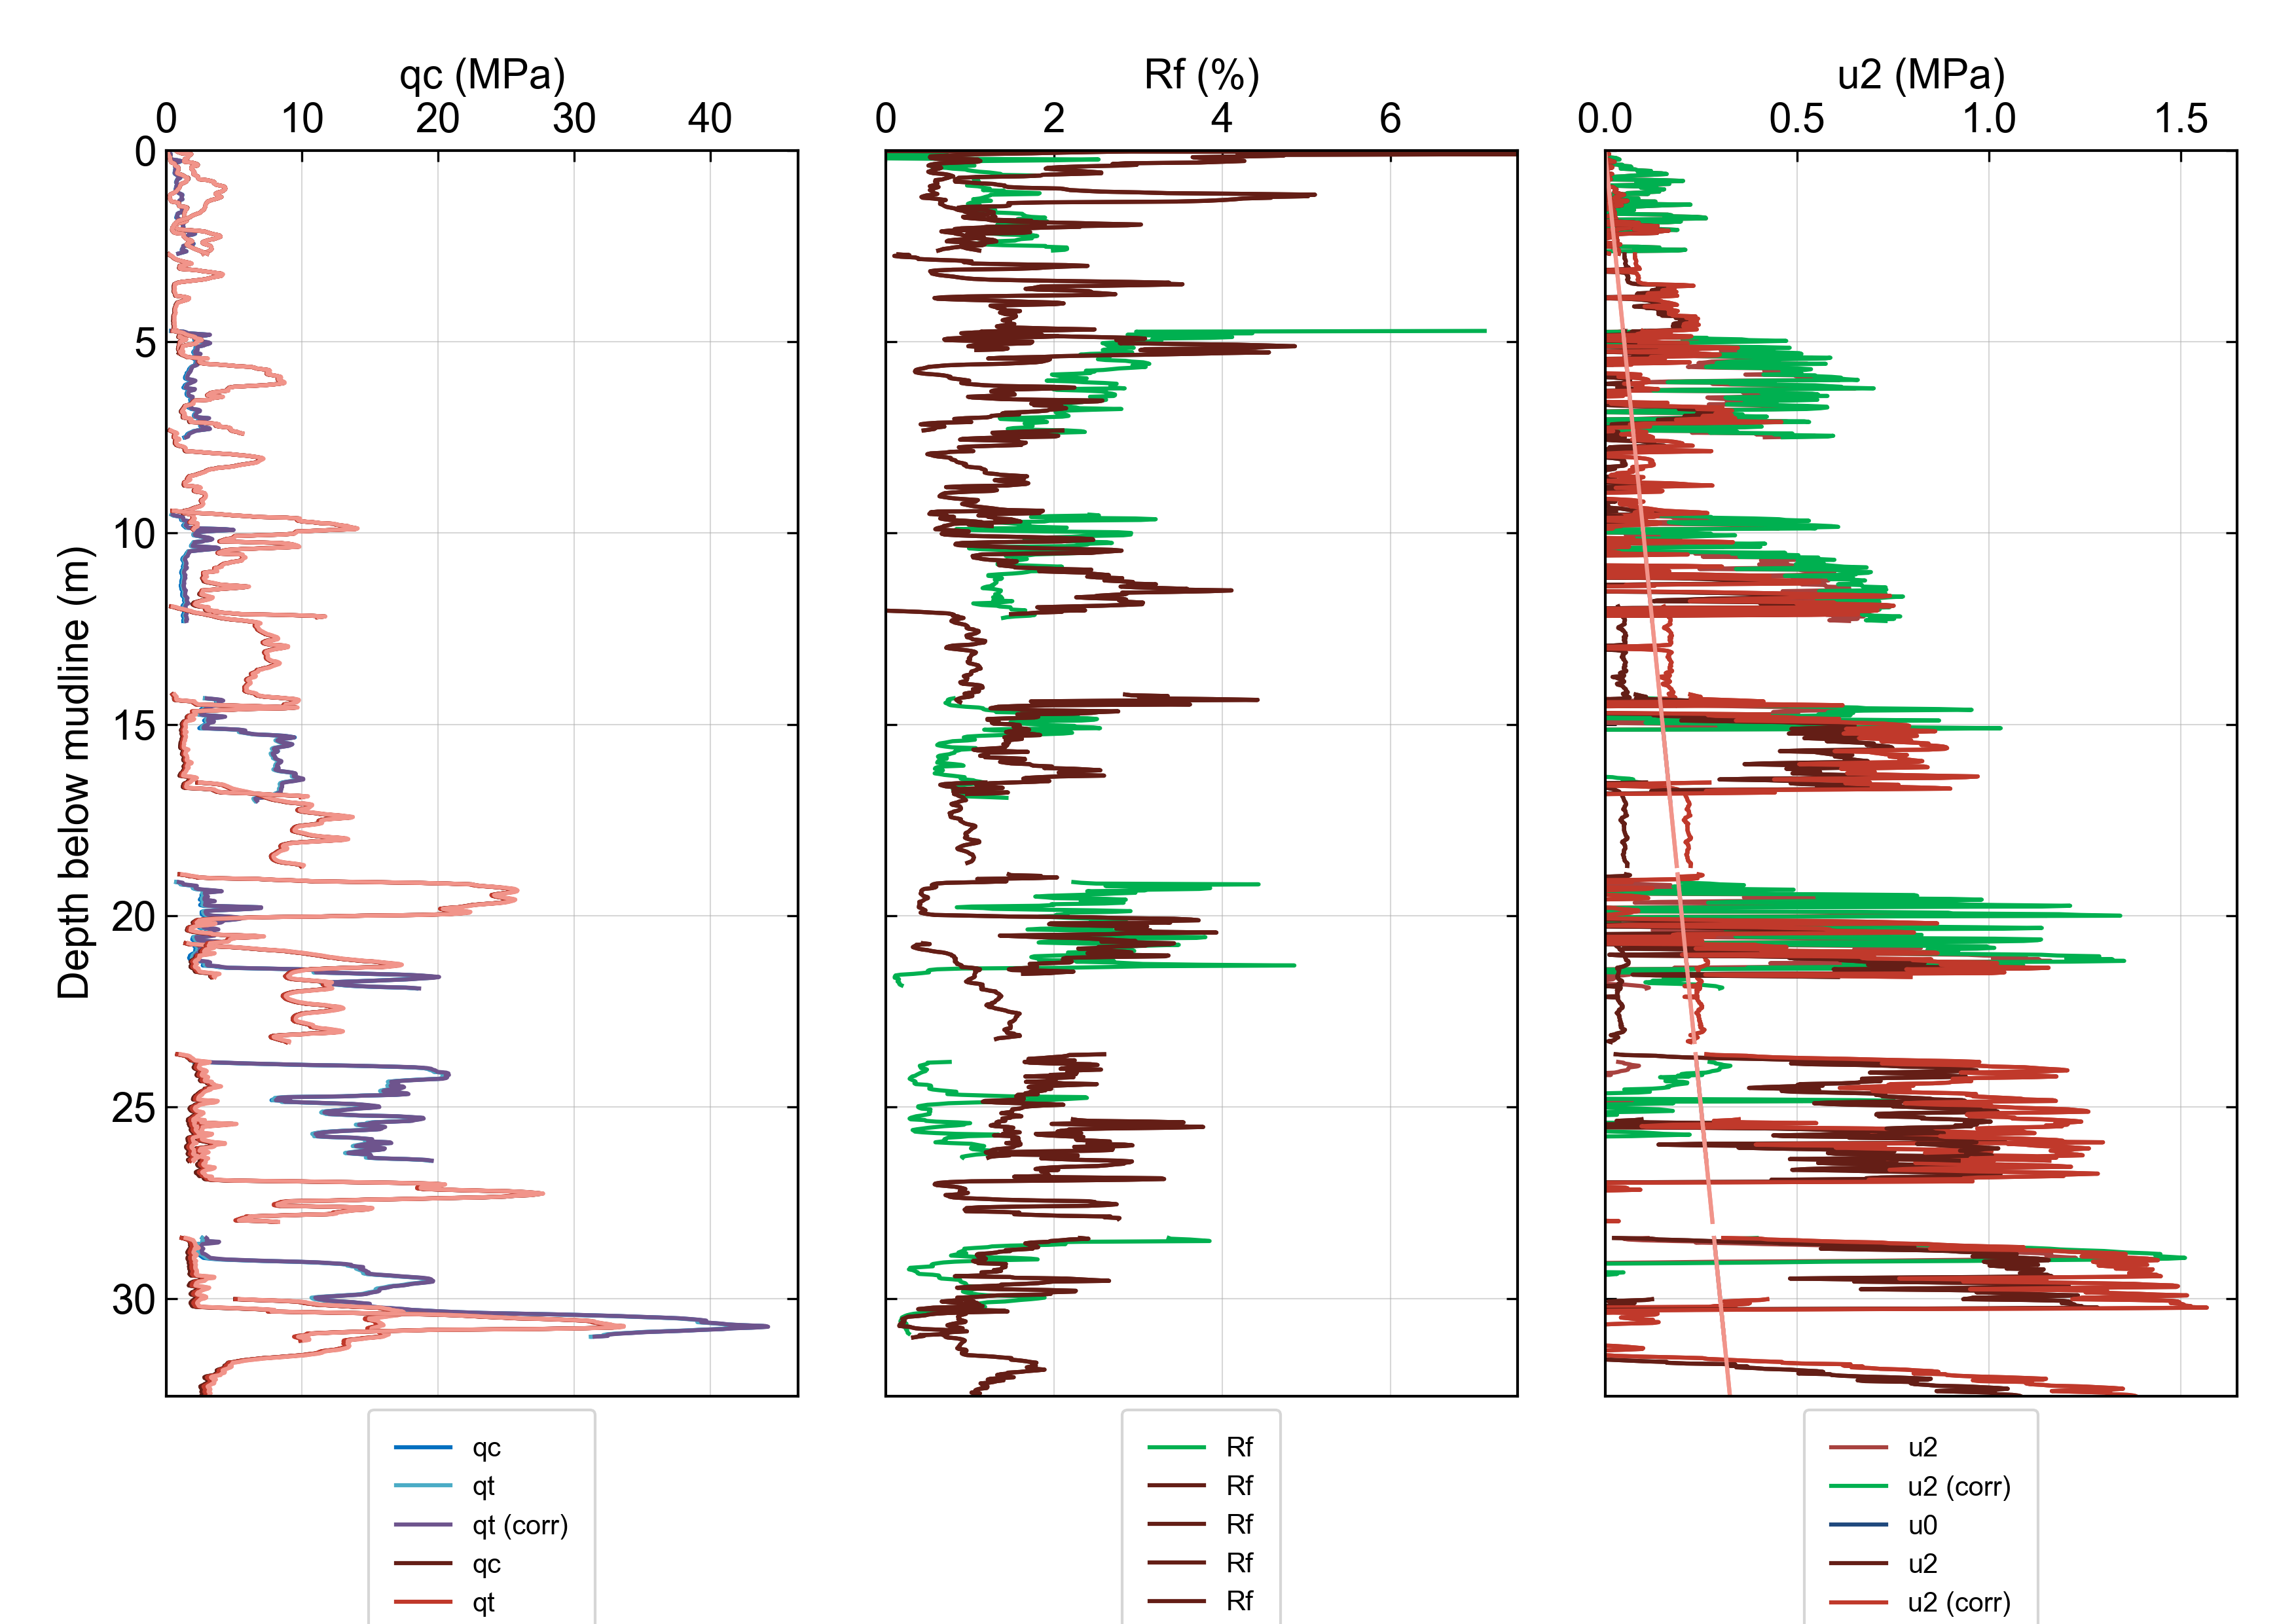 qc (MPa)
0 10 20 30 40
Rf (%)
0 2 4 6
u2 (MPa)
0.0 0.5 1.0 1.5
Depth below mudline (m)
0
5
10
15
20
25
30
qc
qt
qt (corr)
qc
qt
Rf
Rf
Rf
Rf
Rf
u2
u2 (corr)
u0
u2
u2 (corr)